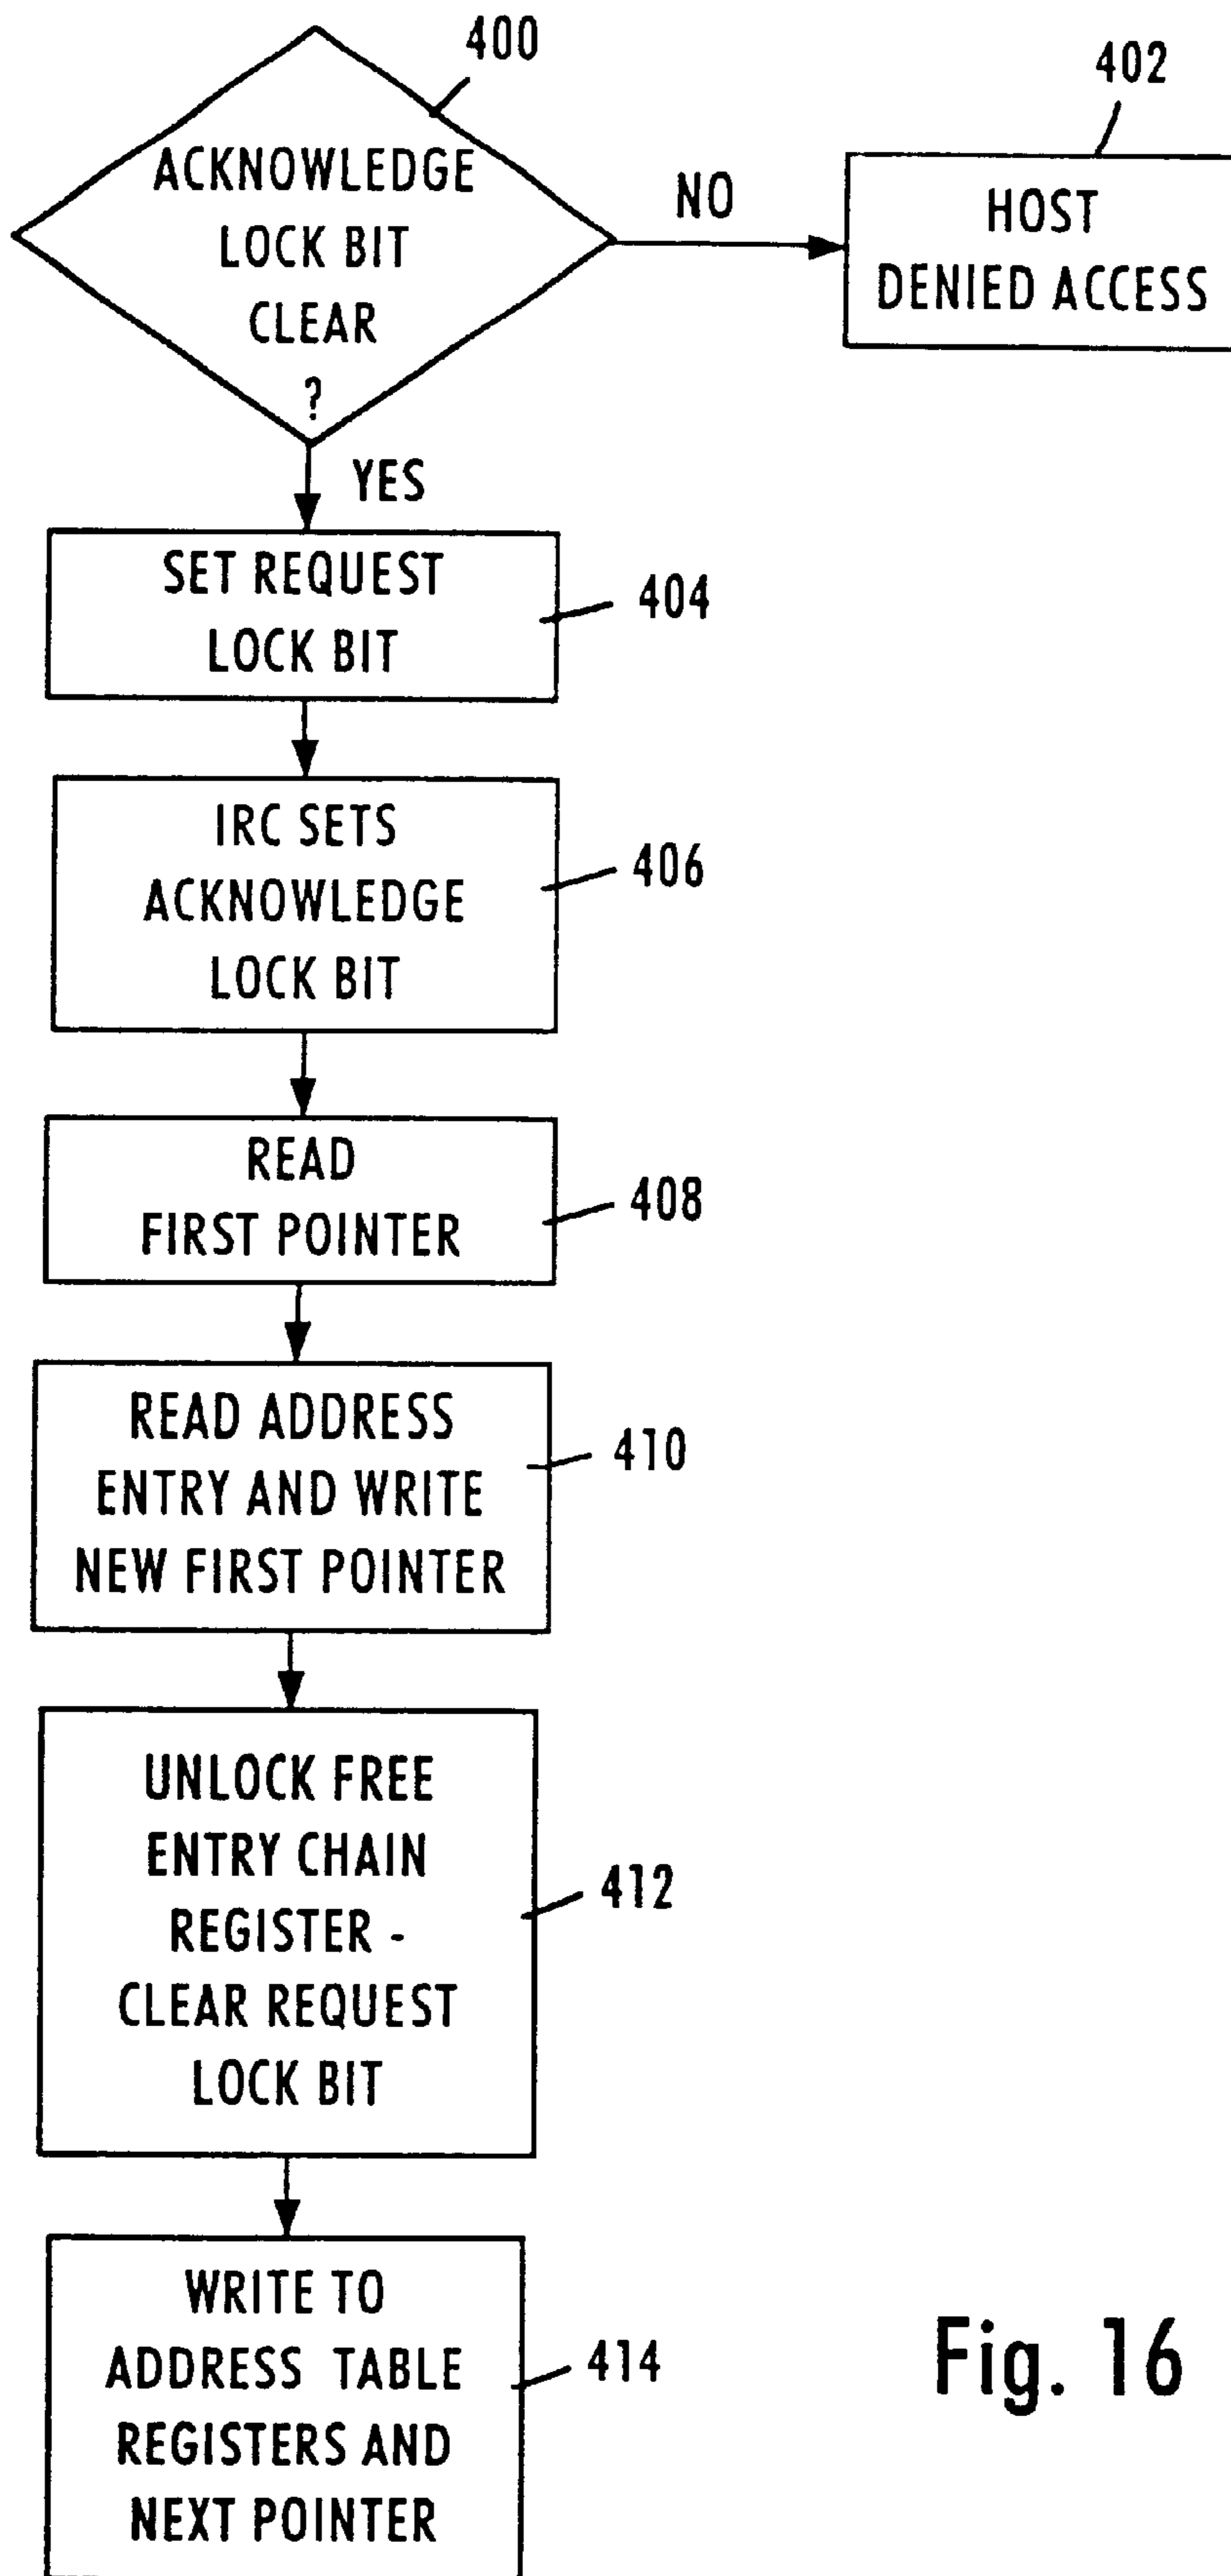 400
ACKNOWLEDGE
LOCK BIT
CLEAR
?
NO
402
HOST
DENIED ACCESS
YES
SET REQUEST
LOCK BIT
404
IRC SETS
ACKNOWLEDGE
LOCK BIT
406
READ
FIRST POINTER
408
READ ADDRESS
ENTRY AND WRITE
NEW FIRST POINTER
410
UNLOCK FREE
ENTRY CHAIN
REGISTER -
CLEAR REQUEST
LOCK BIT
412
WRITE TO
ADDRESS TABLE
REGISTERS AND
NEXT POINTER
414
Fig. 16